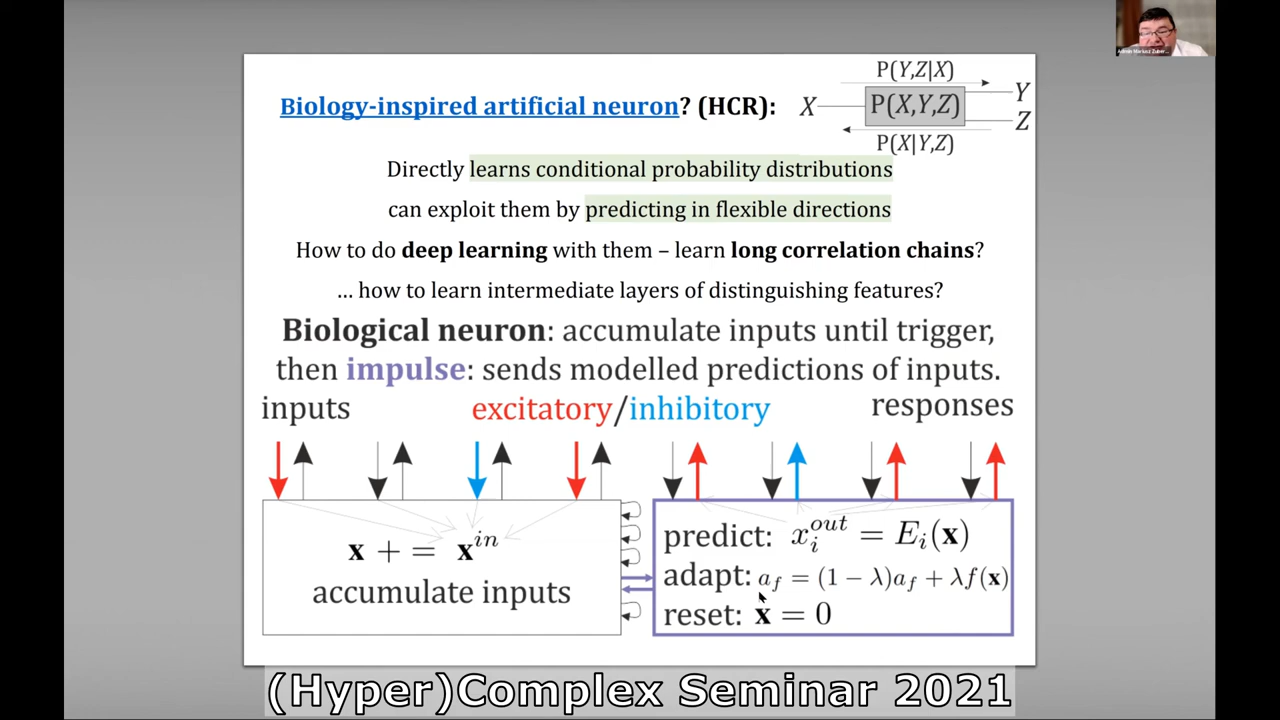 Admin Mariusz Zuber...
P(Y,Z|X)
Biology-inspired artificial neuron? (HCR):
X
P(X,Y,Z)
Y
Z
P(X|Y,Z)
Directly learns conditional probability distributions
can exploit them by predicting in flexible directions
How to do deep learning with them – learn long correlation chains?
... how to learn intermediate layers of distinguishing features?
Biological neuron: accumulate inputs until trigger,
then impulse: sends modelled predictions of inputs.
inputs
excitatory/inhibitory
responses
x += x^{in}
accumulate inputs
predict: x_i^{out} = E_i(x)
adapt: a_f = (1 − λ)a_f + λf(x)
reset: x = 0
(Hyper)Complex Seminar 2021